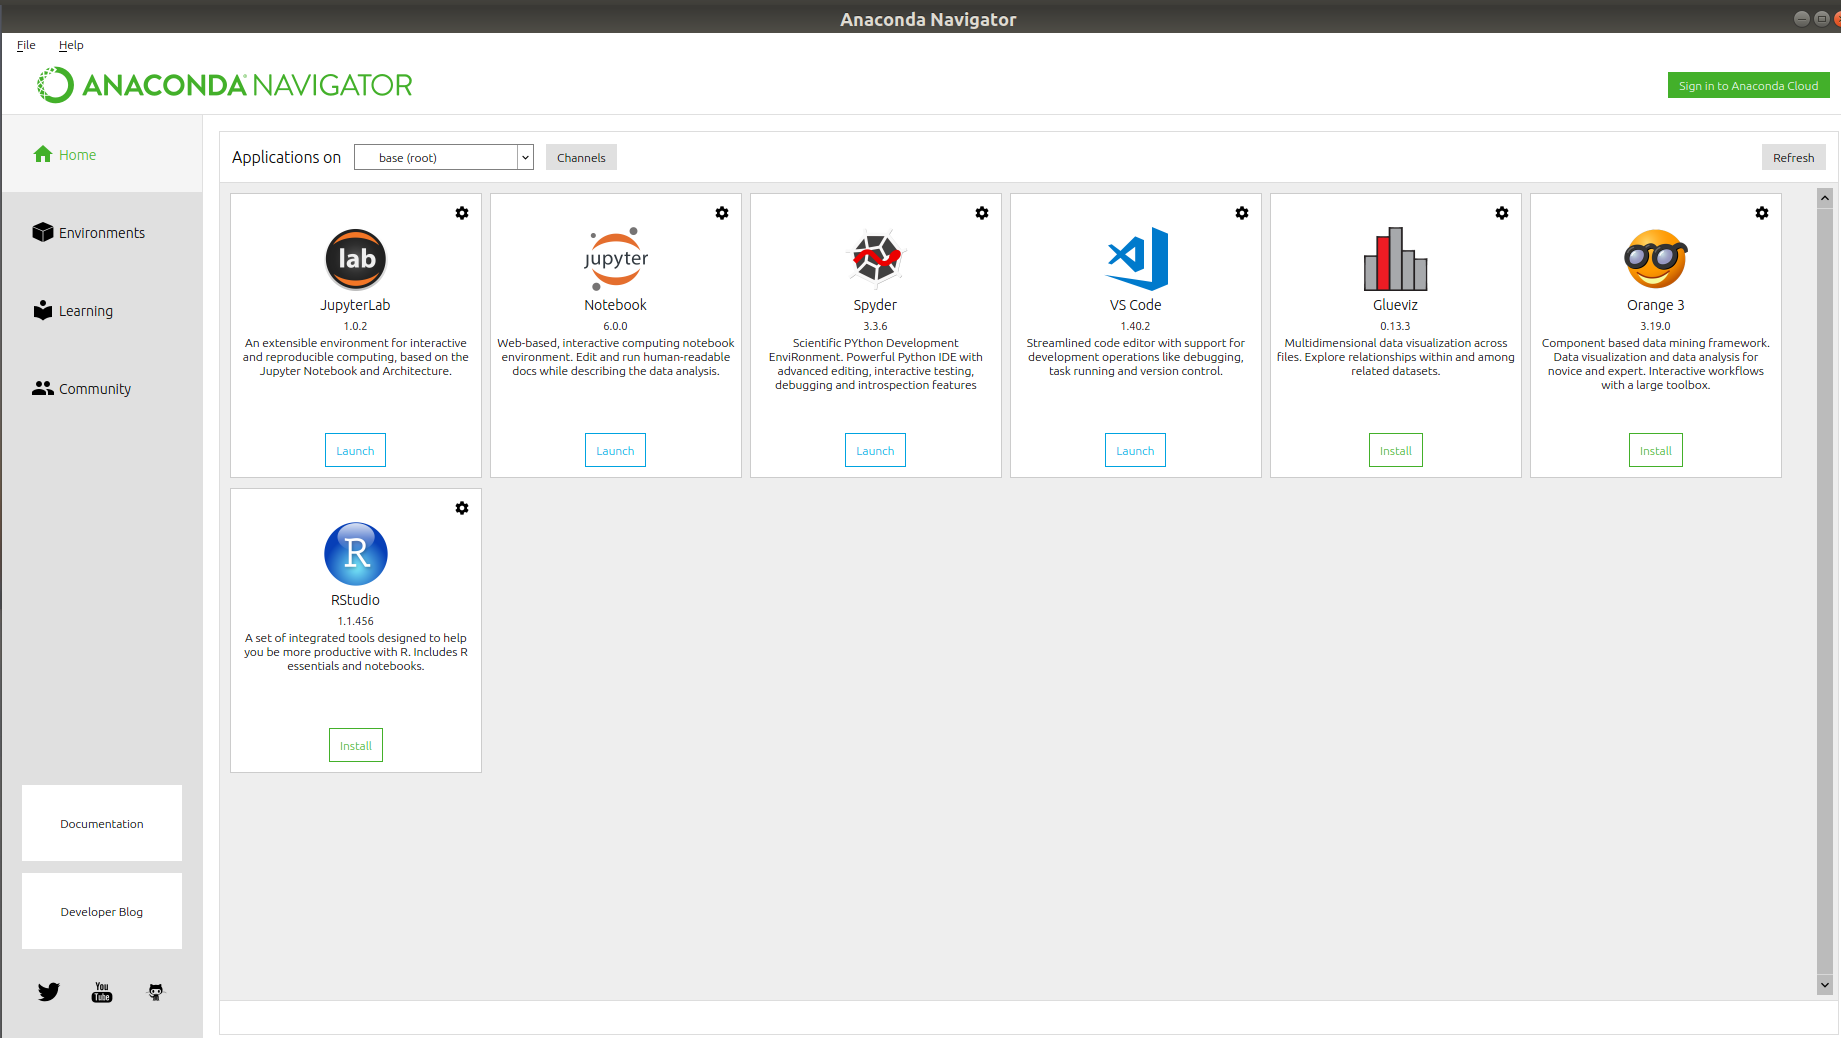 Anaconda Navigator
File Help
ANACONDA NAVIGATOR
Sign in to Anaconda Cloud
Home
Environments
Learning
Community
Documentation
Developer Blog
You
Tube
Applications on base (root) Channels Refresh
lab
JupyterLab
1.0.2
An extensible environment for interactive
and reproducible computing, based on the
Jupyter Notebook and Architecture.
Launch
jupyter
Notebook
6.0.0
Web-based, interactive computing notebook
environment. Edit and run human-readable
docs while describing the data analysis.
Launch
Spyder
3.3.6
Scientific PYthon Development
EnviRonment. Powerful Python IDE with
advanced editing, interactive testing,
debugging and introspection features
Launch
VS Code
1.40.2
Streamlined code editor with support for
development operations like debugging,
task running and version control.
Launch
Glueviz
0.13.3
Multidimensional data visualization across
files. Explore relationships within and among
related datasets.
Install
Orange 3
3.19.0
Component based data mining framework.
Data visualization and data analysis for
novice and expert. Interactive workflows
with a large toolbox.
Install
R
RStudio
1.1.456
A set of integrated tools designed to help
you be more productive with R. Includes R
essentials and notebooks.
Install